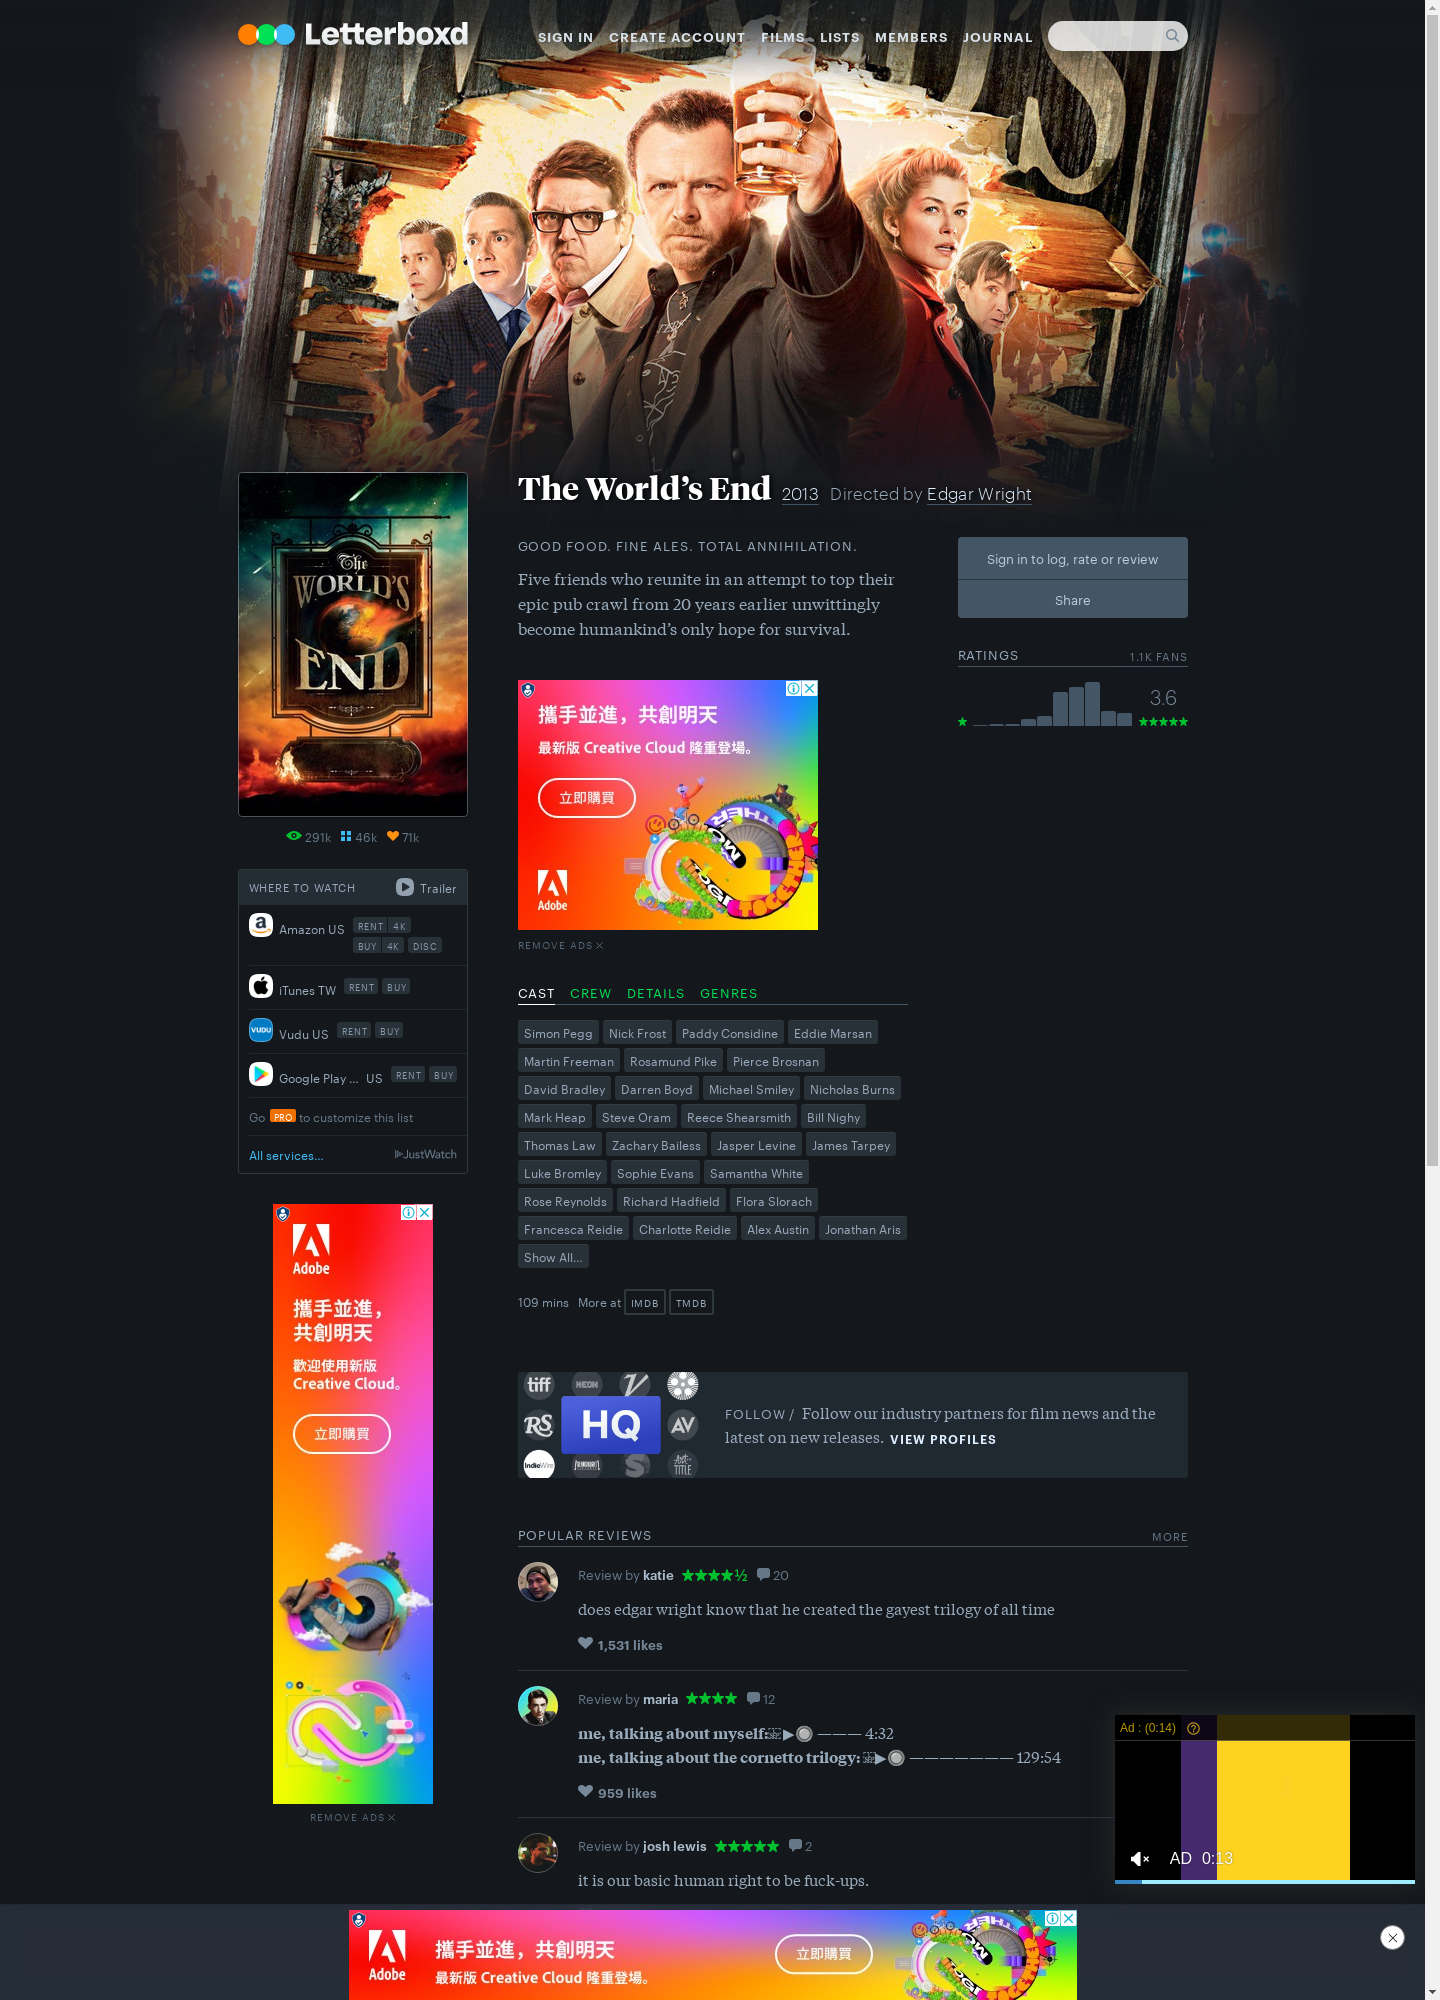 Letterboxd
SIGN IN CREATE ACCOUNT FILMS LISTS MEMBERS JOURNAL
The World’s End 2013 Directed by Edgar Wright
The
WORLD'S
END
291k 46k 71k
WHERE TO WATCH Trailer
Amazon US RENT 4K
BUY 4K DISC
iTunes TW RENT BUY
Vudu US RENT BUY
Google Play … US RENT BUY
Go PRO to customize this list
All services… JustWatch
Adobe
攜手並進，
共創明天
歡迎使用新版
Creative Cloud。
立即購買
REMOVE ADS
GOOD FOOD. FINE ALES. TOTAL ANNIHILATION.
Five friends who reunite in an attempt to top their
epic pub crawl from 20 years earlier unwittingly
become humankind’s only hope for survival.
Sign in to log, rate or review
Share
RATINGS 1.1K FANS
3.6
攜手並進，共創明天
最新版 Creative Cloud 隆重登場。
立即購買
Adobe
REMOVE ADS
CAST CREW DETAILS GENRES
Simon Pegg Nick Frost Paddy Considine Eddie Marsan
Martin Freeman Rosamund Pike Pierce Brosnan
David Bradley Darren Boyd Michael Smiley Nicholas Burns
Mark Heap Steve Oram Reece Shearsmith Bill Nighy
Thomas Law Zachary Bailess Jasper Levine James Tarpey
Luke Bromley Sophie Evans Samantha White
Rose Reynolds Richard Hadfield Flora Slorach
Francesca Reidie Charlotte Reidie Alex Austin Jonathan Aris
Show All…
109 mins More at IMDB TMDB
tiff NEON
RS HQ AV
IndieWire S Art of the TITLE
FOLLOW / Follow our industry partners for film news and the
latest on new releases. VIEW PROFILES
POPULAR REVIEWS MORE
Review by katie ★★★★½ 20
does edgar wright know that he created the gayest trilogy of all time
1,531 likes
Review by maria ★★★★ 12
me, talking about myself: ▶🔘 ——— 4:32
me, talking about the cornetto trilogy: ▶🔘 ——————— 129:54
959 likes
Review by josh lewis ★★★★★ 2
it is our basic human right to be fuck-ups.
Ad : (0:14)
AD 0:13
Adobe
攜手並進，共創明天
最新版 Creative Cloud 隆重登場。
立即購買